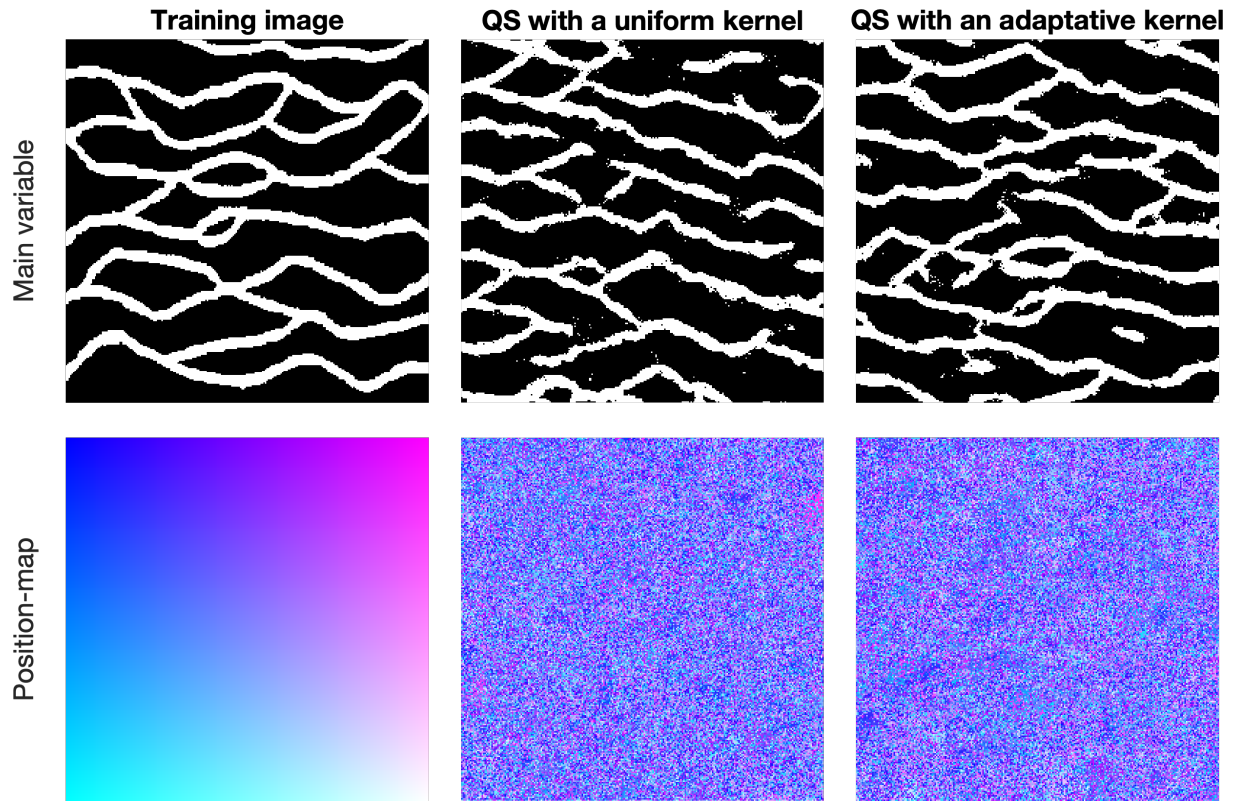 Training image
QS with a uniform kernel
QS with an adaptative kernel
Main variable
Position-map